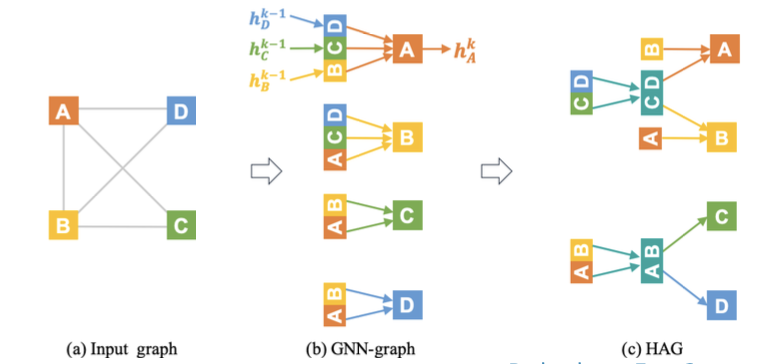 A
D
B
C
(a) Input graph
h_D^{k-1}
h_C^{k-1}
h_B^{k-1}
D
C
B
A
h_A^k
D
C
A
B
B
A
C
B
A
D
(b) GNN-graph
B
A
C D
C D
A
B
C
A B
A B
D
(c) HAG